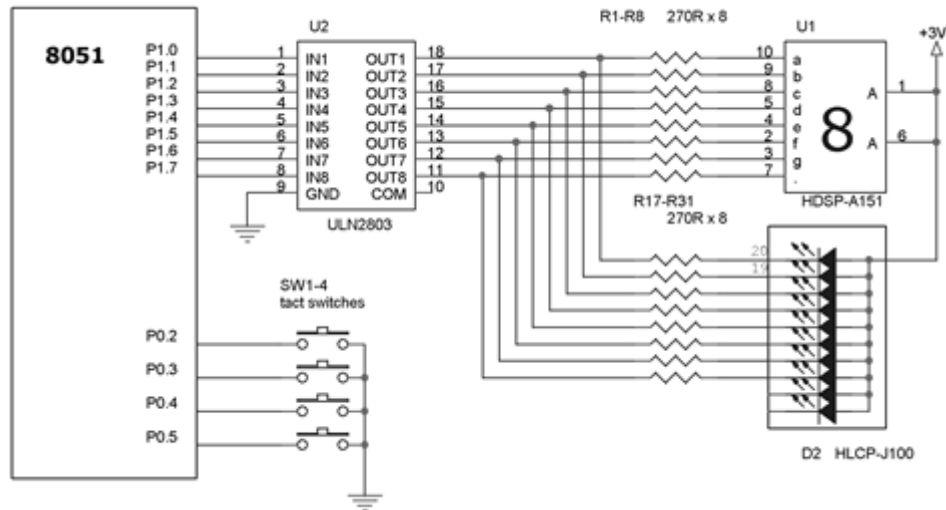 8051
P1.0
P1.1
P1.2
P1.3
P1.4
P1.5
P1.6
P1.7
P0.2
P0.3
P0.4
P0.5
U2
1 IN1 OUT1 18
2 IN2 OUT2 17
3 IN3 OUT3 16
4 IN4 OUT4 15
5 IN5 OUT5 14
6 IN6 OUT6 13
7 IN7 OUT7 12
8 IN8 OUT8 11
9 GND COM 10
ULN2803
R1-R8 270R x 8
U1
+3V
10 a
9 b
8 c
5 d
4 e
2 f
3 g
7 .
8
A 1
A 6
HDSP-A151
R17-R31
270R x 8
20
19
D2 HLCP-J100
SW1-4
tact switches